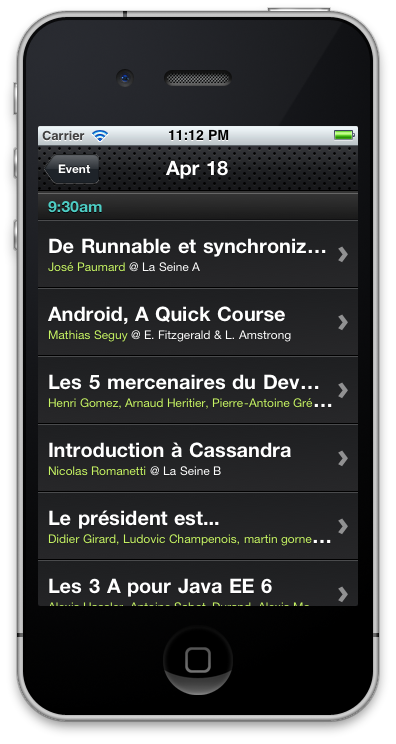 Carrier 11:12 PM
Event Apr 18
9:30am
De Runnable et synchroniz...
José Paumard @ La Seine A
Android, A Quick Course
Mathias Seguy @ E. Fitzgerald & L. Amstrong
Les 5 mercenaires du Dev...
Henri Gomez, Arnaud Heritier, Pierre-Antoine Gré...
Introduction à Cassandra
Nicolas Romanetti @ La Seine B
Le président est...
Didier Girard, Ludovic Champenois, martin gorne...
Les 3 A pour Java EE 6